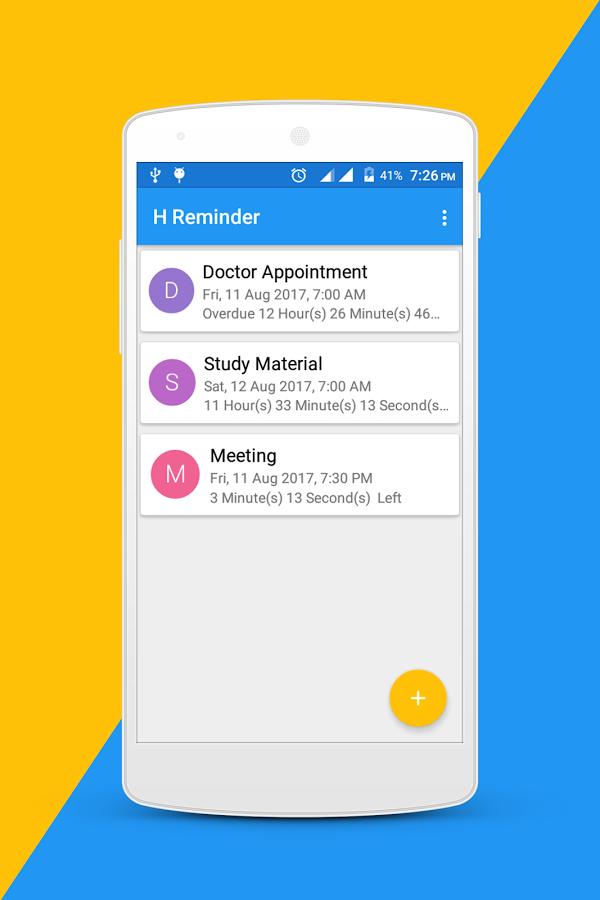 41% 7:26 PM
H Reminder
D
Doctor Appointment
Fri, 11 Aug 2017, 7:00 AM
Overdue 12 Hour(s) 26 Minute(s) 46...
S
Study Material
Sat, 12 Aug 2017, 7:00 AM
11 Hour(s) 33 Minute(s) 13 Second(s...
M
Meeting
Fri, 11 Aug 2017, 7:30 PM
3 Minute(s) 13 Second(s) Left
+